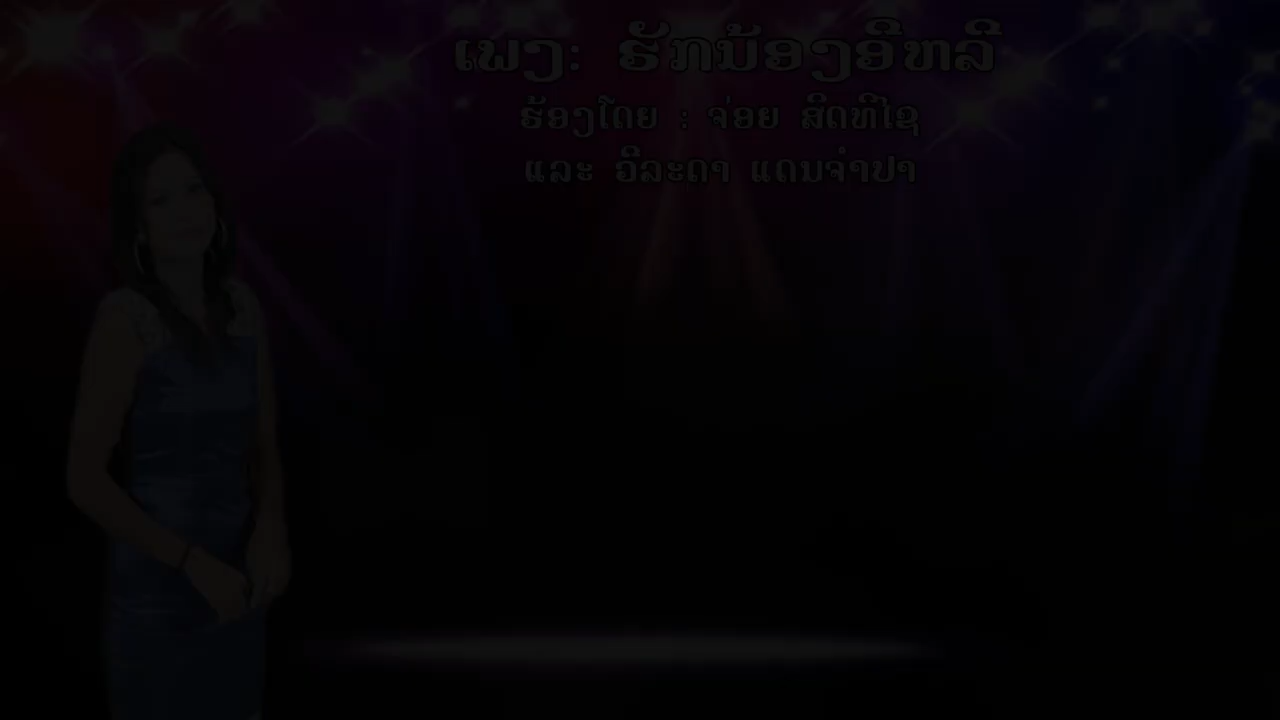 ເພງ: ຮັກນ້ອງອີຫລີ
ຮ້ອງໂດຍ : ຈ່ອຍ ສິດທິໄຊ
ແລະ ວິລະດາ ແດນຈຳປາ